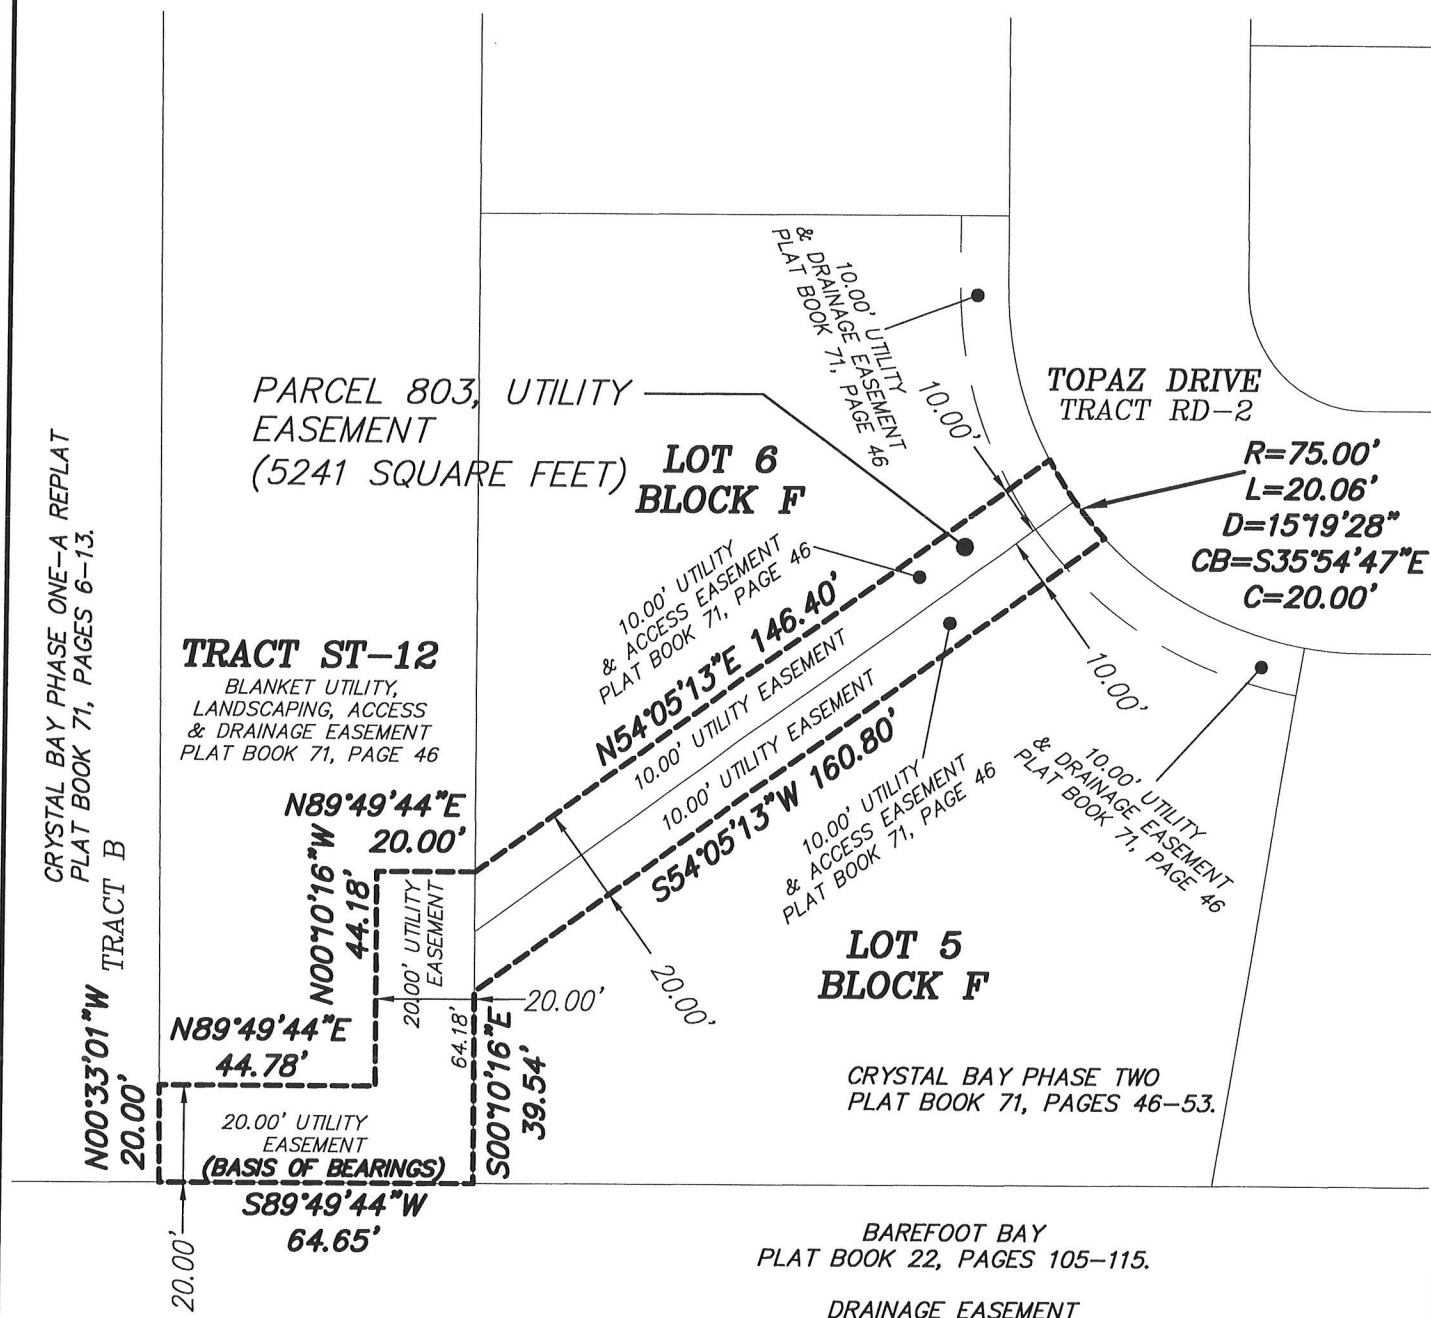 10.00' UTILITY
& DRAINAGE EASEMENT
PLAT BOOK 71, PAGE 46
10.00'
TOPAZ DRIVE
TRACT RD-2
PARCEL 803, UTILITY
EASEMENT
(5241 SQUARE FEET)
LOT 6
BLOCK F
R=75.00'
L=20.06'
D=15°19'28"
CB=S35°54'47"E
C=20.00'
CRYSTAL BAY PHASE ONE-A REPLAT
PLAT BOOK 71, PAGES 6-13.
TRACT B
10.00' UTILITY
& ACCESS EASEMENT
PLAT BOOK 71, PAGE 46
N54°05'13"E 146.40'
10.00' UTILITY EASEMENT
10.00' UTILITY EASEMENT
S54°05'13"W 160.80'
10.00' UTILITY
& ACCESS EASEMENT
PLAT BOOK 71, PAGE 46
10.00'
10.00' UTILITY
& DRAINAGE EASEMENT
PLAT BOOK 71, PAGE 46
TRACT ST-12
BLANKET UTILITY,
LANDSCAPING, ACCESS
& DRAINAGE EASEMENT
PLAT BOOK 71, PAGE 46
N89°49'44"E
20.00'
N00°10'16"W
44.18'
20.00' UTILITY
EASEMENT
20.00'
20.00'
LOT 5
BLOCK F
N00°33'01"W
20.00'
N89°49'44"E
44.78'
64.18'
S00°10'16"E
39.54'
20.00' UTILITY
EASEMENT
(BASIS OF BEARINGS)
S89°49'44"W
64.65'
20.00'
CRYSTAL BAY PHASE TWO
PLAT BOOK 71, PAGES 46-53.
BAREFOOT BAY
PLAT BOOK 22, PAGES 105-115.
DRAINAGE EASEMENT